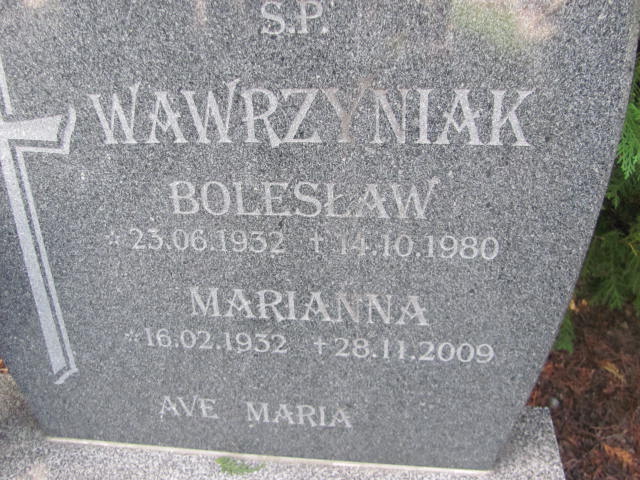 Ś.P.
WAWRZYNIAK
BOLESŁAW
* 23.06.1932 † 14.10.1980
MARIANNA
* 16.02.1932 † 28.11.2009
AVE MARIA